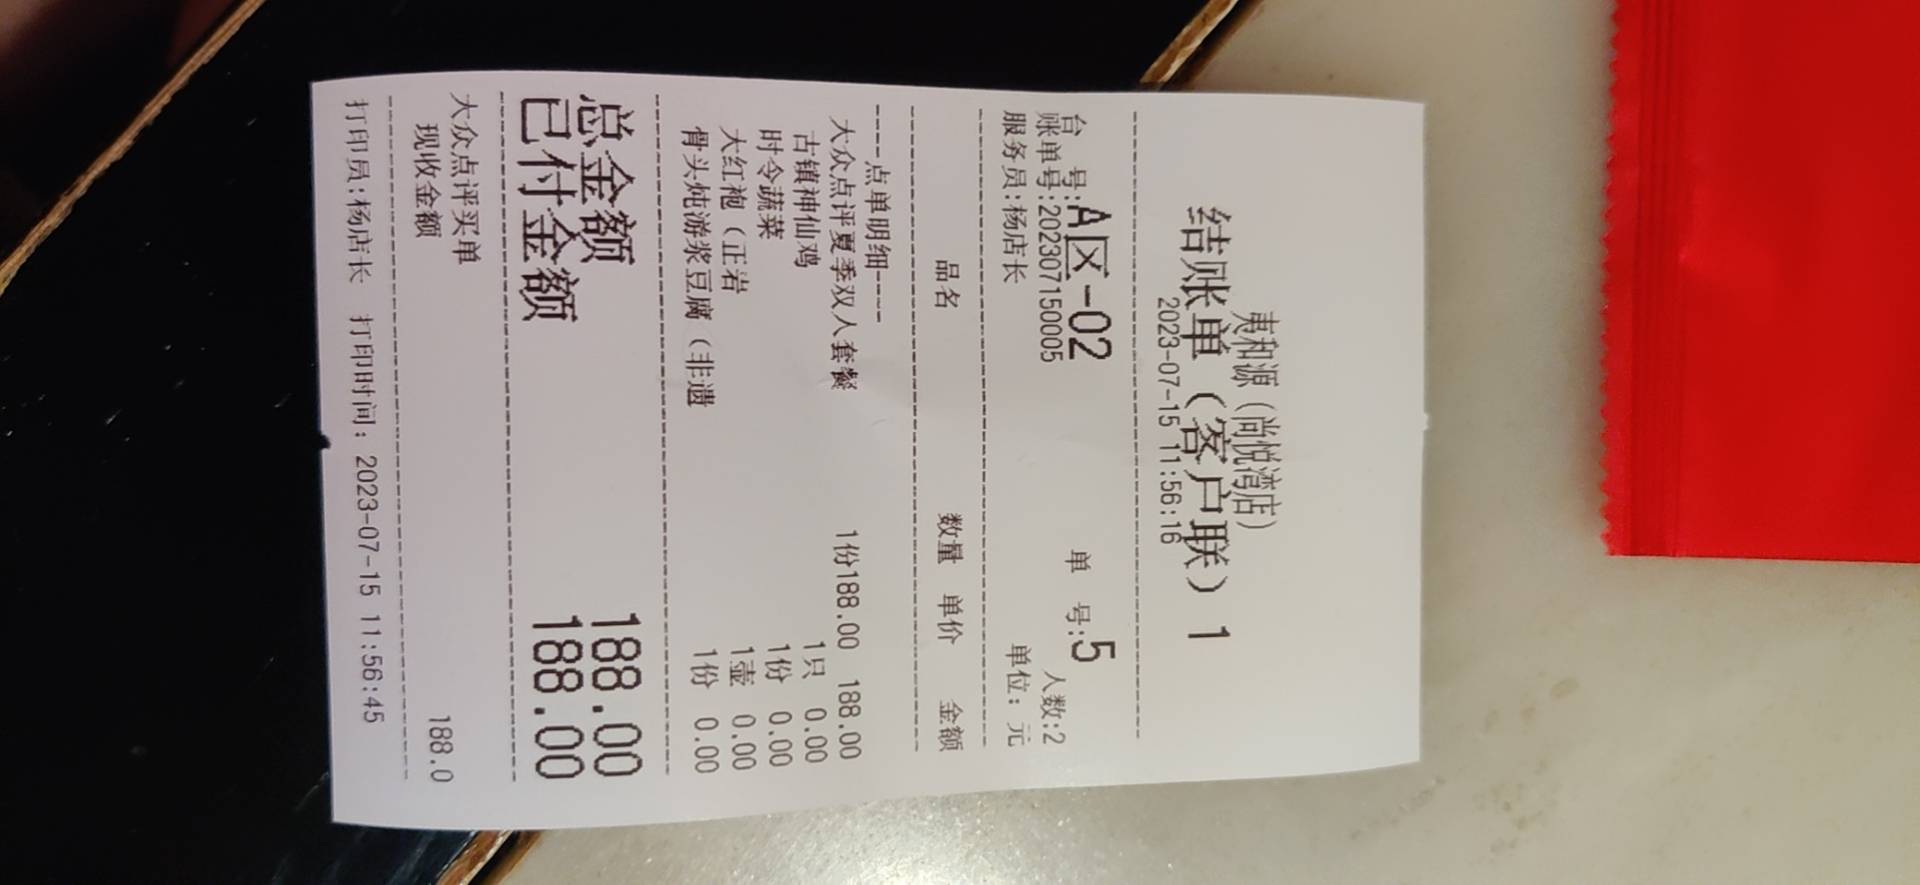 夷和源（尚悦湾店）
结账单（客户联）1
2023-07-15 11:56:16
台 号:A区-02 单 号:5
账单号:202307150005 人数:2
服务员:杨店长 单位：元
品名 数量 单价 金额
----点单明细----
大众点评夏季双人套餐 1份188.00 188.00
古镇神仙鸡 1只 0.00
时令蔬菜 1份 0.00
大红袍（正岩 1壶 0.00
骨头炖游浆豆腐（非遗 1份 0.00
总金额 188.00
已付金额 188.00
大众点评买单 188.0
现收金额
打印员:杨店长 打印时间: 2023-07-15 11:56:45